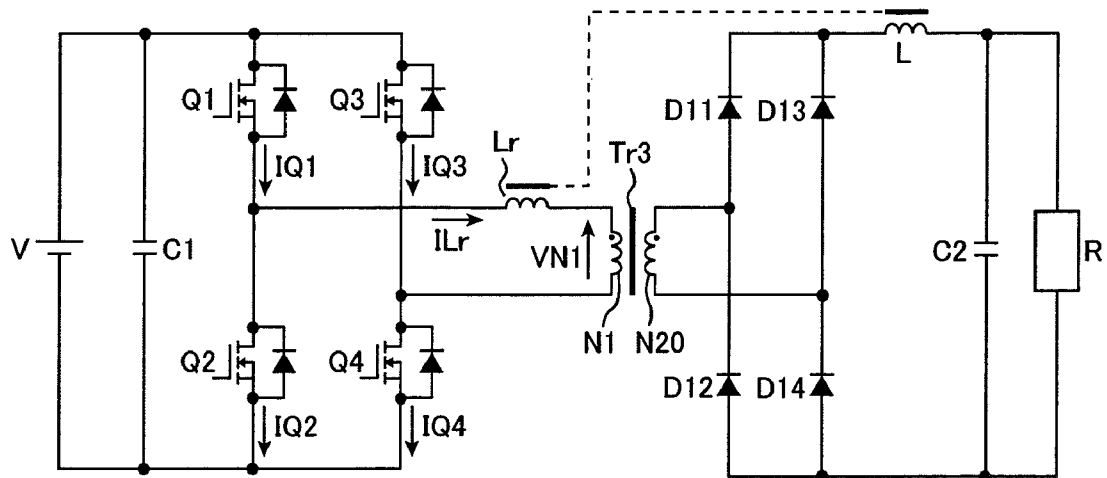 L
Q1
Q3
D11
D13
Lr
Tr3
IQ1
IQ3
ILr
VN1
V
C1
C2
R
N1
N20
Q2
Q4
D12
D14
IQ2
IQ4